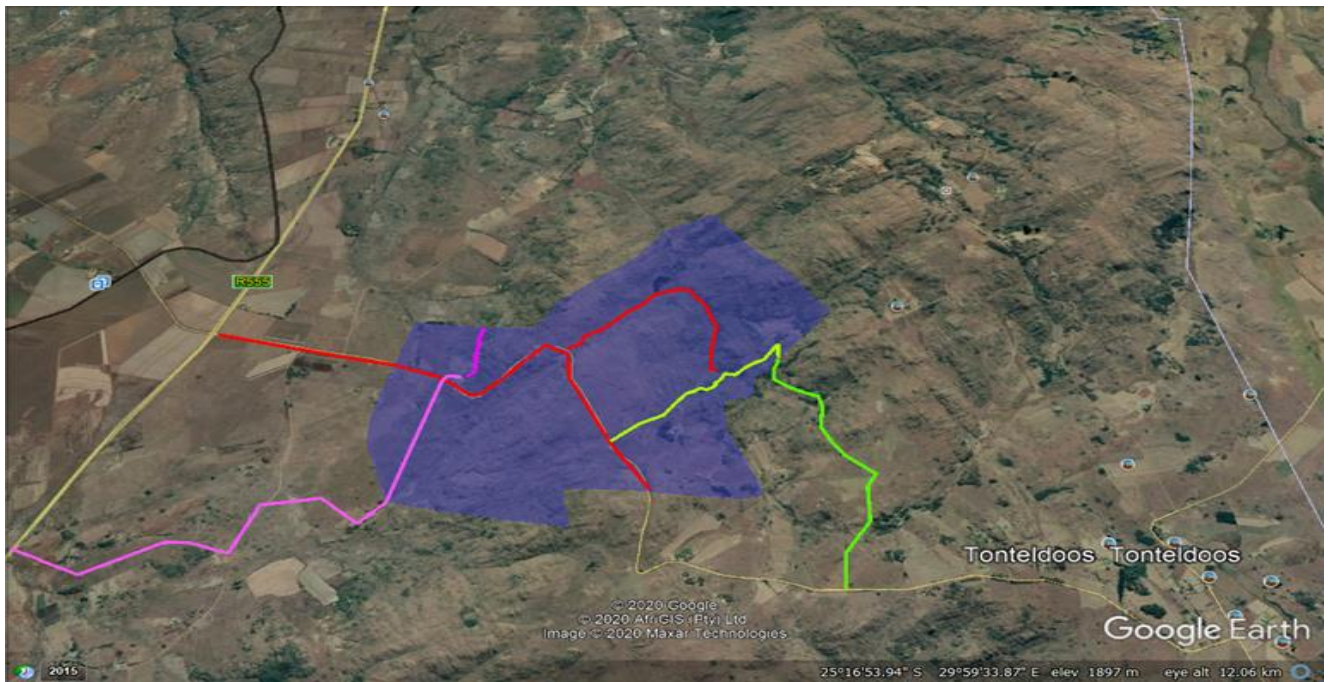 R555
Tonteldoos Tonteldoos
© 2020 Google
© 2020 AfriGIS (Pty) Ltd
Image © 2020 Maxar Technologies
Google Earth
2015
25°16'53.94" S 29°59'33.87" E elev 1897 m eye alt 12.06 km